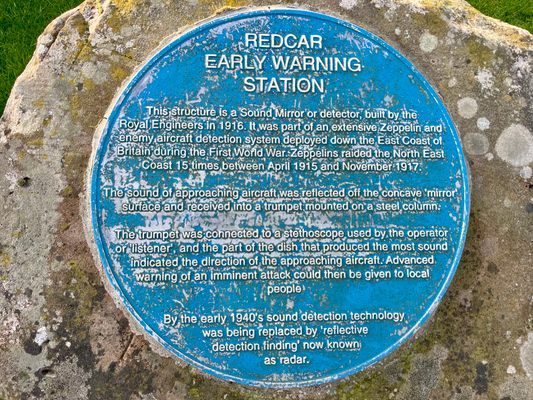 REDCAR
EARLY WARNING
STATION
This structure is a Sound Mirror or detector, built by the
Royal Engineers in 1916. It was part of an extensive Zeppelin and
enemy aircraft detection system deployed down the East Coast of
Britain during the First World War. Zeppelins raided the North East
Coast 15 times between April 1915 and November 1917.
The sound of approaching aircraft was reflected off the concave 'mirror'
surface and received into a trumpet mounted on a steel column.
The trumpet was connected to a stethoscope used by the operator
or 'listener', and the part of the dish that produced the most sound
indicated the direction of the approaching aircraft. Advanced
warning of an imminent attack could then be given to local
people
By the early 1940's sound detection technology
was being replaced by 'reflective
detection finding' now known
as radar.